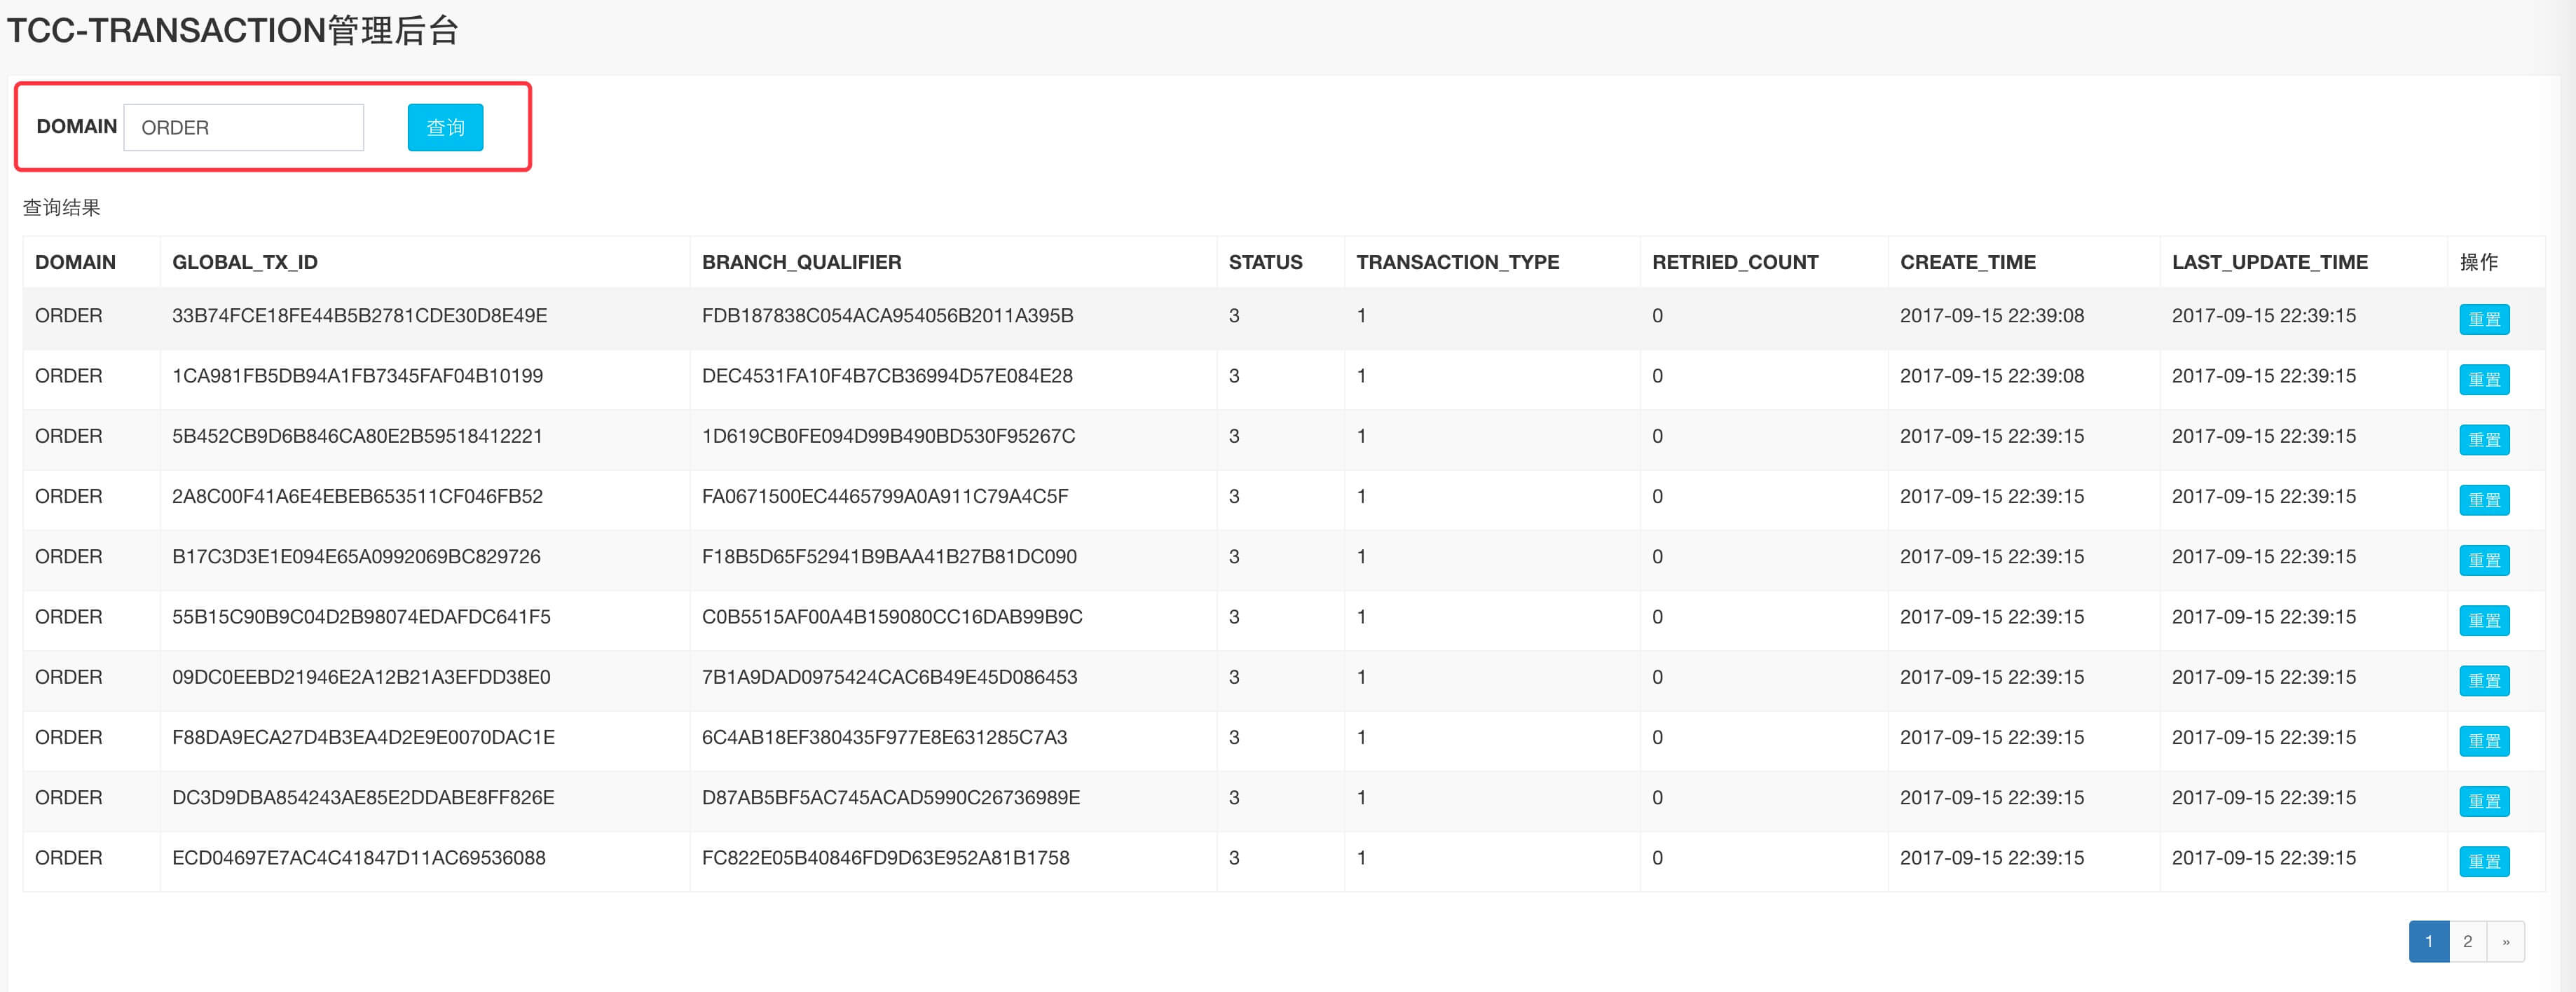 TCC-TRANSACTION管理后台
DOMAIN ORDER 查询
查询结果
DOMAIN GLOBAL_TX_ID BRANCH_QUALIFIER STATUS TRANSACTION_TYPE RETRIED_COUNT CREATE_TIME LAST_UPDATE_TIME 操作
ORDER 33B74FCE18FE44B5B2781CDE30D8E49E FDB187838C054ACA954056B2011A395B 3 1 0 2017-09-15 22:39:08 2017-09-15 22:39:15 重置
ORDER 1CA981FB5DB94A1FB7345FAF04B10199 DEC4531FA10F4B7CB36994D57E084E28 3 1 0 2017-09-15 22:39:08 2017-09-15 22:39:15 重置
ORDER 5B452CB9D6B846CA80E2B59518412221 1D619CB0FE094D99B490BD530F95267C 3 1 0 2017-09-15 22:39:15 2017-09-15 22:39:15 重置
ORDER 2A8C00F41A6E4EBEB653511CF046FB52 FA0671500EC4465799A0A911C79A4C5F 3 1 0 2017-09-15 22:39:15 2017-09-15 22:39:15 重置
ORDER B17C3D3E1E094E65A0992069BC829726 F18B5D65F52941B9BAA41B27B81DC090 3 1 0 2017-09-15 22:39:15 2017-09-15 22:39:15 重置
ORDER 55B15C90B9C04D2B98074EDAFDC641F5 C0B5515AF00A4B159080CC16DAB99B9C 3 1 0 2017-09-15 22:39:15 2017-09-15 22:39:15 重置
ORDER 09DC0EEBD21946E2A12B21A3EFDD38E0 7B1A9DAD0975424CAC6B49E45D086453 3 1 0 2017-09-15 22:39:15 2017-09-15 22:39:15 重置
ORDER F88DA9ECA27D4B3EA4D2E9E0070DAC1E 6C4AB18EF380435F977E8E631285C7A3 3 1 0 2017-09-15 22:39:15 2017-09-15 22:39:15 重置
ORDER DC3D9DBA854243AE85E2DDABE8FF826E D87AB5BF5AC745ACAD5990C26736989E 3 1 0 2017-09-15 22:39:15 2017-09-15 22:39:15 重置
ORDER ECD04697E7AC4C41847D11AC69536088 FC822E05B40846FD9D63E952A81B1758 3 1 0 2017-09-15 22:39:15 2017-09-15 22:39:15 重置
1 2 »